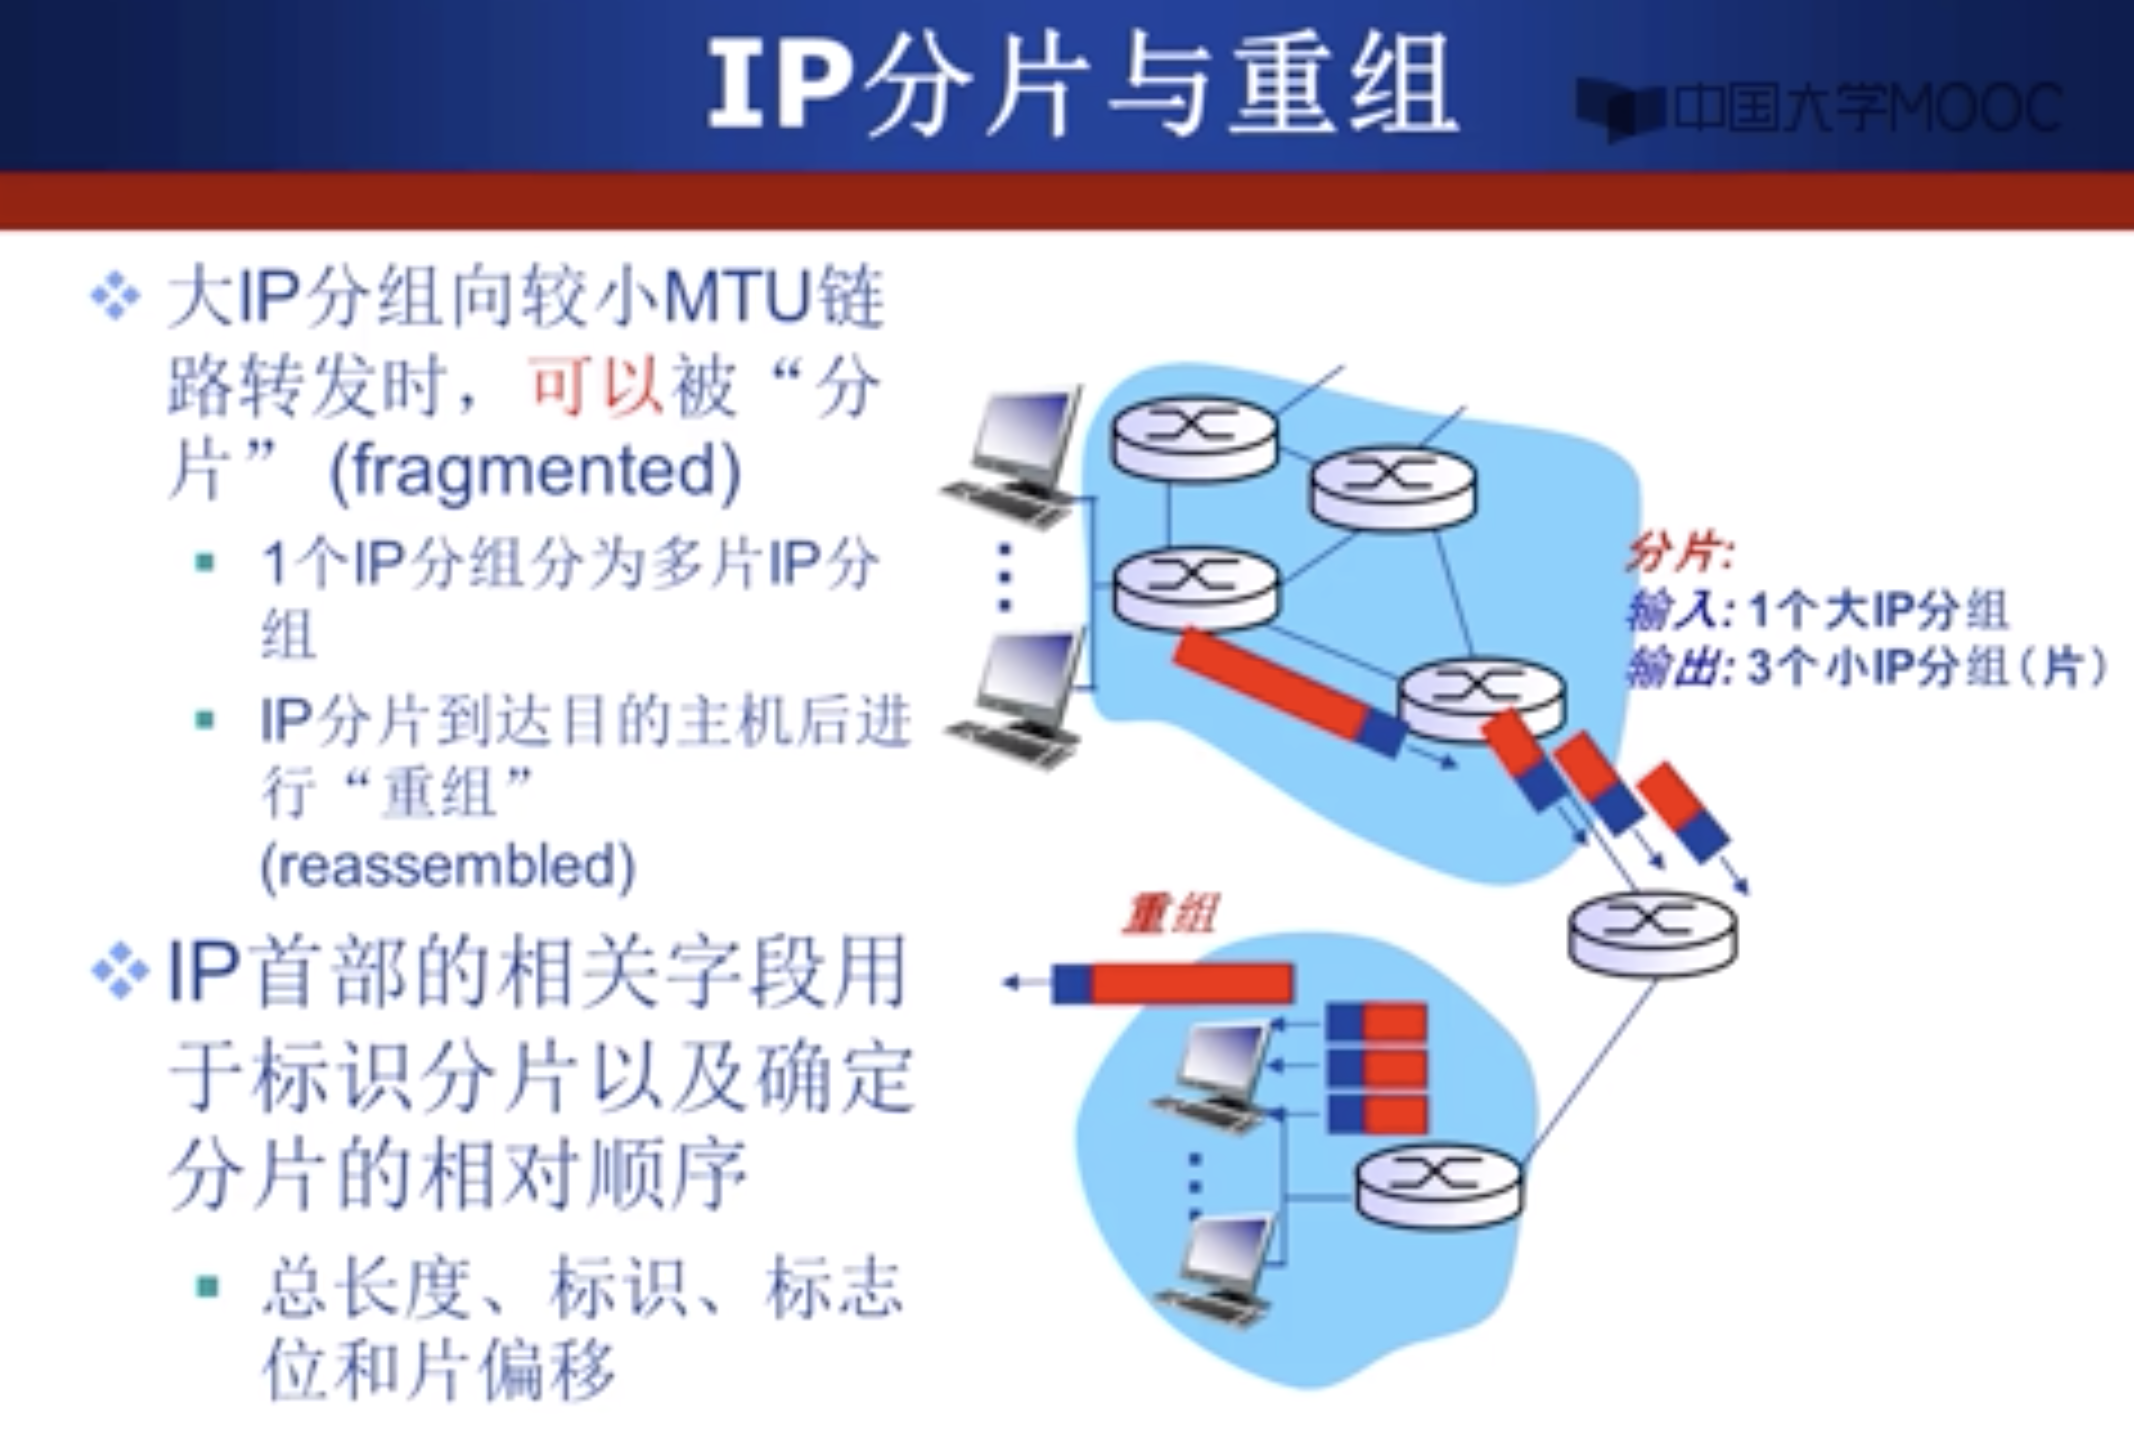 IP分片与重组
中国大学MOOC
大IP分组向较小MTU链
路转发时，可以被“分
片” (fragmented)
1个IP分组分为多片IP分
组
IP分片到达目的主机后进
行“重组”
(reassembled)
IP首部的相关字段用
于标识分片以及确定
分片的相对顺序
总长度、标识、标志
位和片偏移
分片:
输入: 1个大IP分组
输出: 3个小IP分组(片)
重组